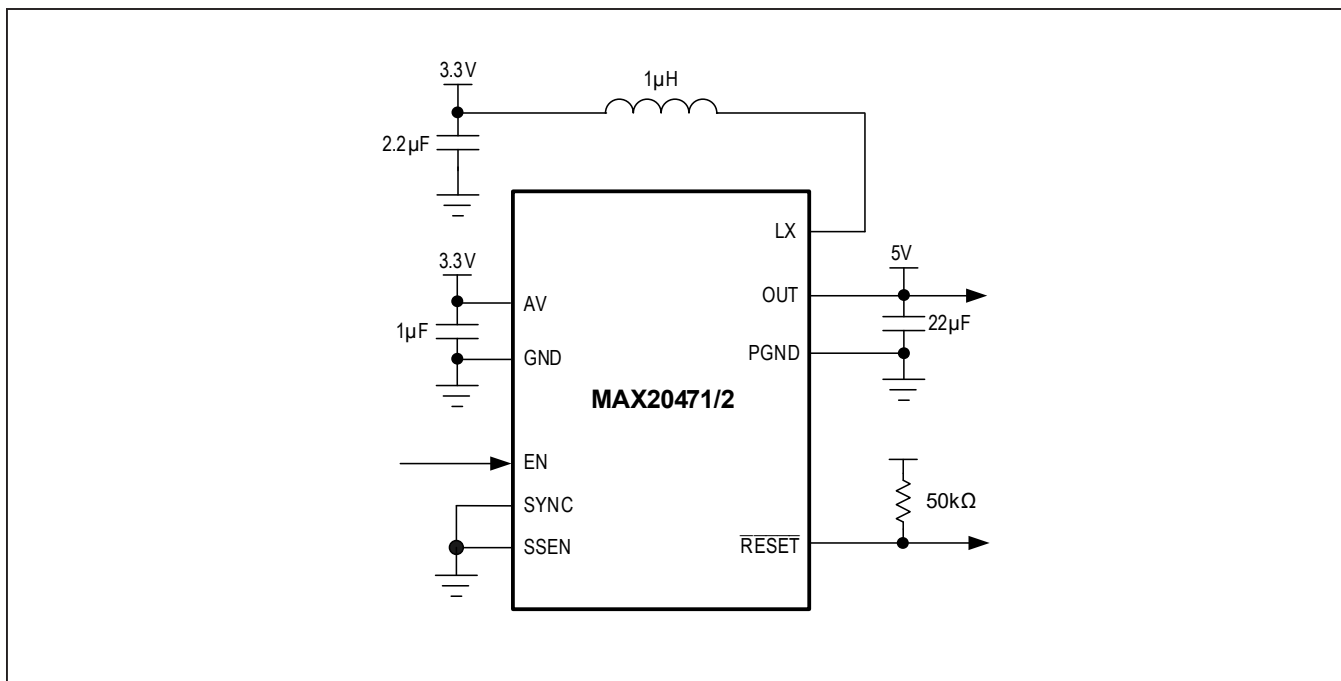 3.3V
1µH
2.2µF
LX
3.3V
5V
AV
OUT
1µF
22µF
GND
PGND
MAX20471/2
EN
SYNC
50kΩ
SSEN
RESET